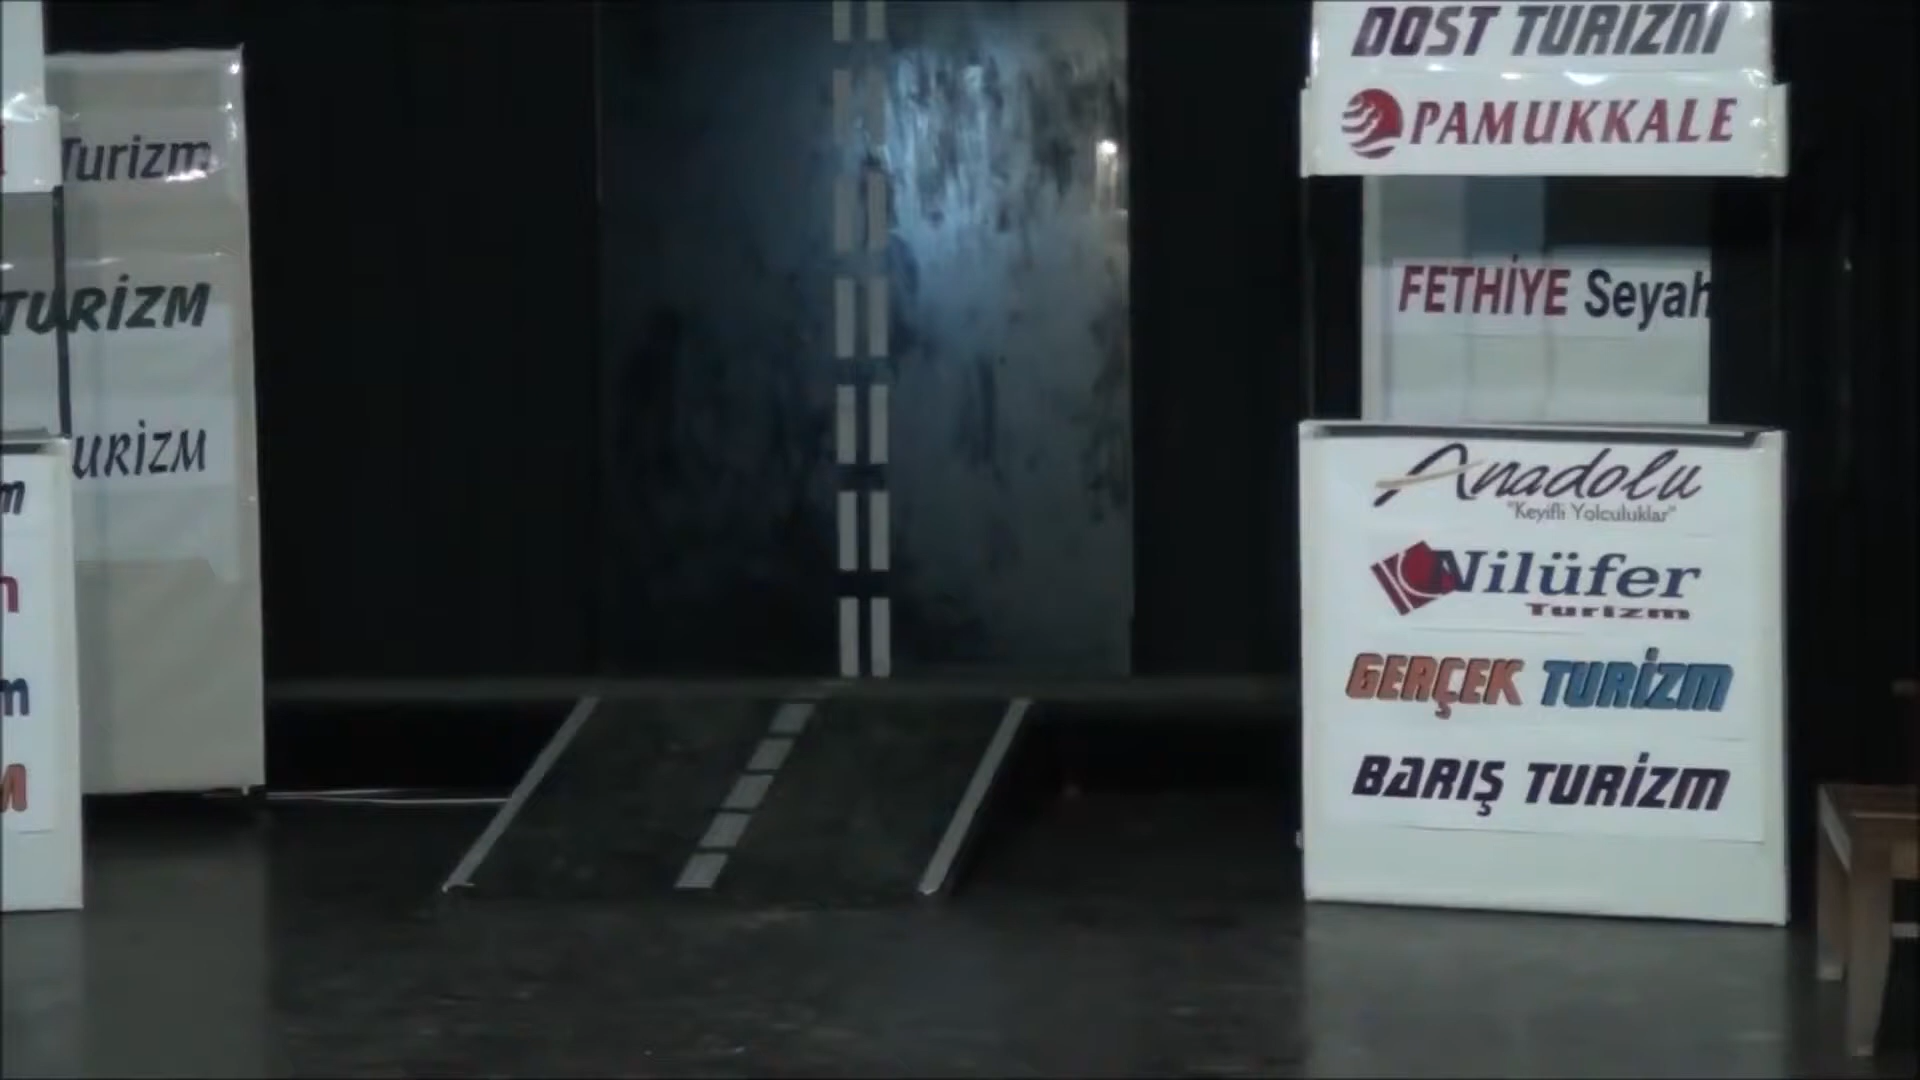 Turizm
TURİZM
URİZM
DOST TURİZM
PAMUKKALE
FETHİYE Seyah
Anadolu
"Keyifli Yolculuklar"
Nilüfer
Turizm
GERÇEK TURİZM
BARIŞ TURİZM